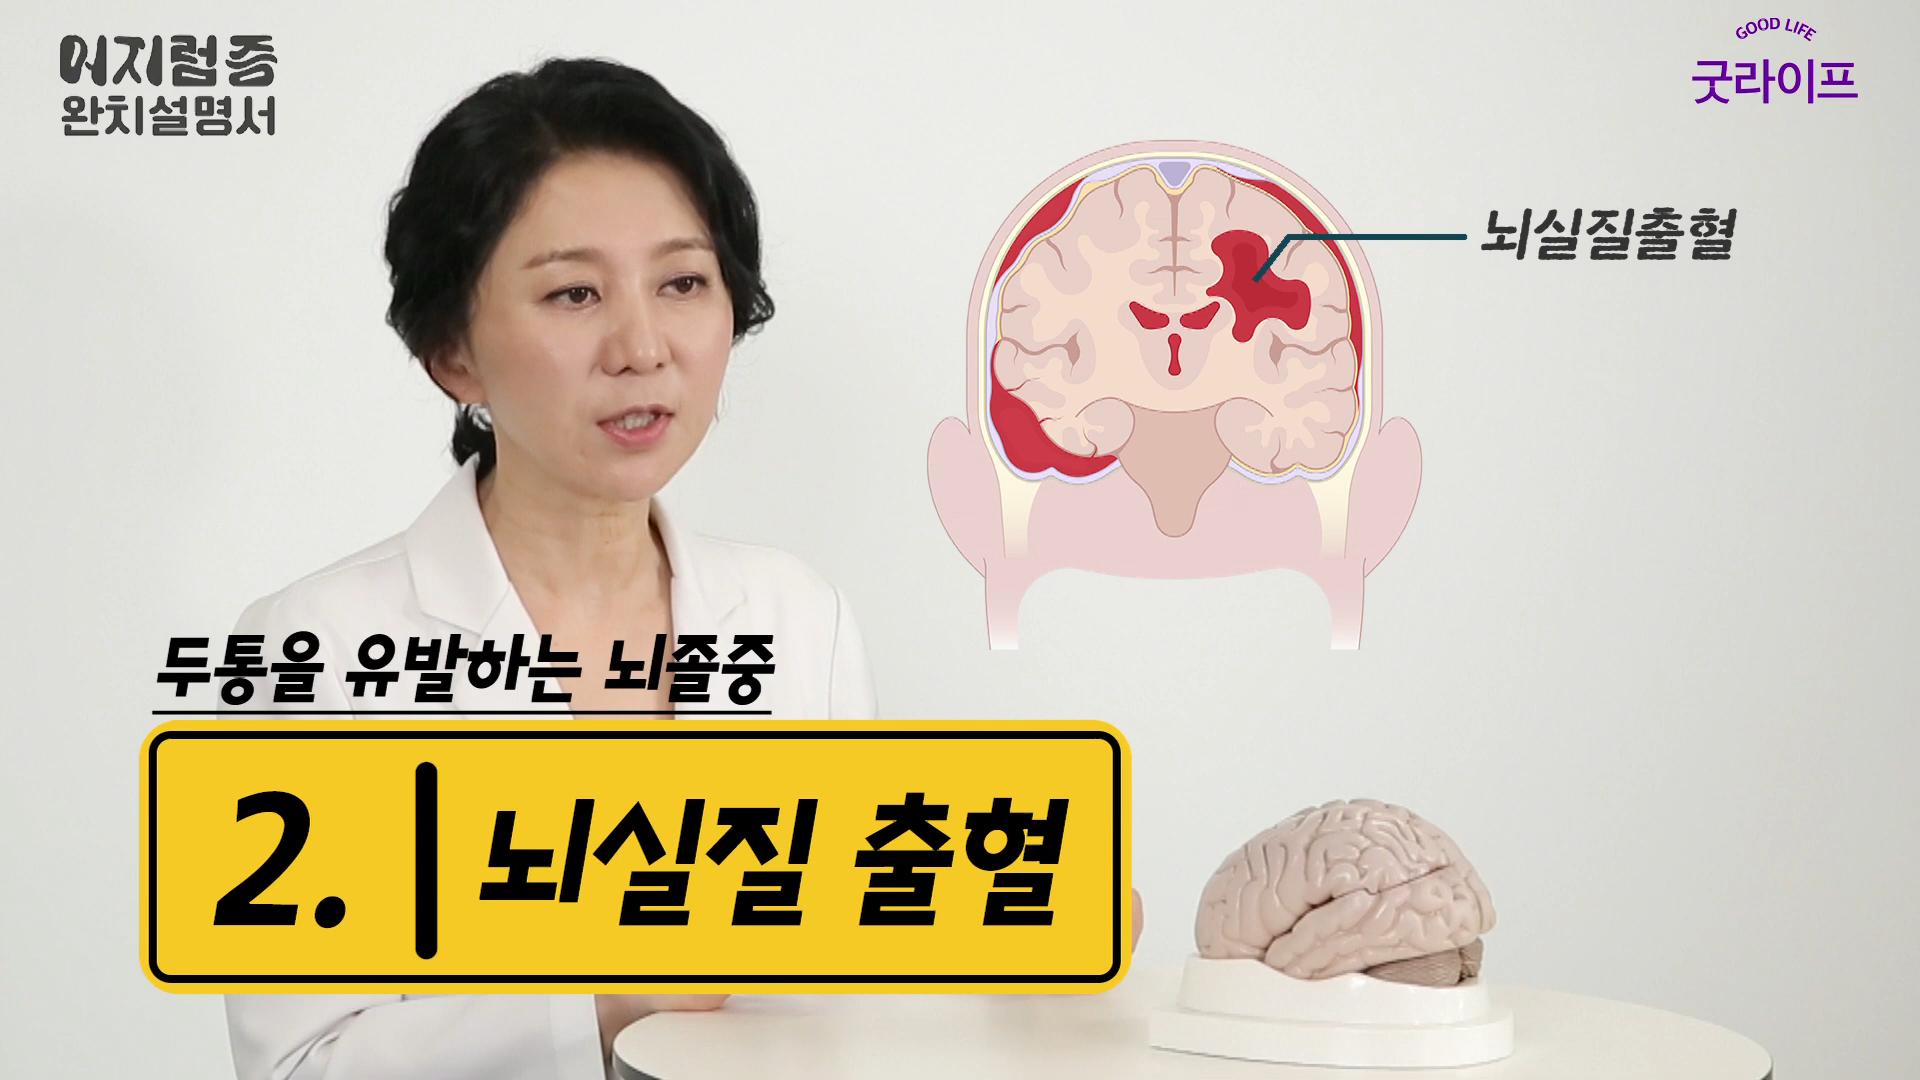 어지럼증
완치설명서
GOOD LIFE
굿라이프
뇌실질출혈
두통을 유발하는 뇌졸중
2. 뇌실질 출혈